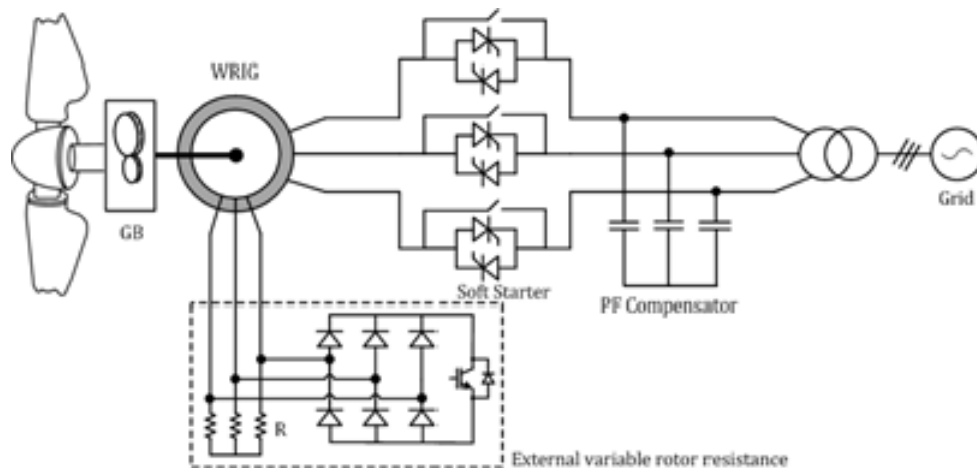 WRIG
GB
Soft Starter
PF Compensator
Grid
R
External variable rotor resistance